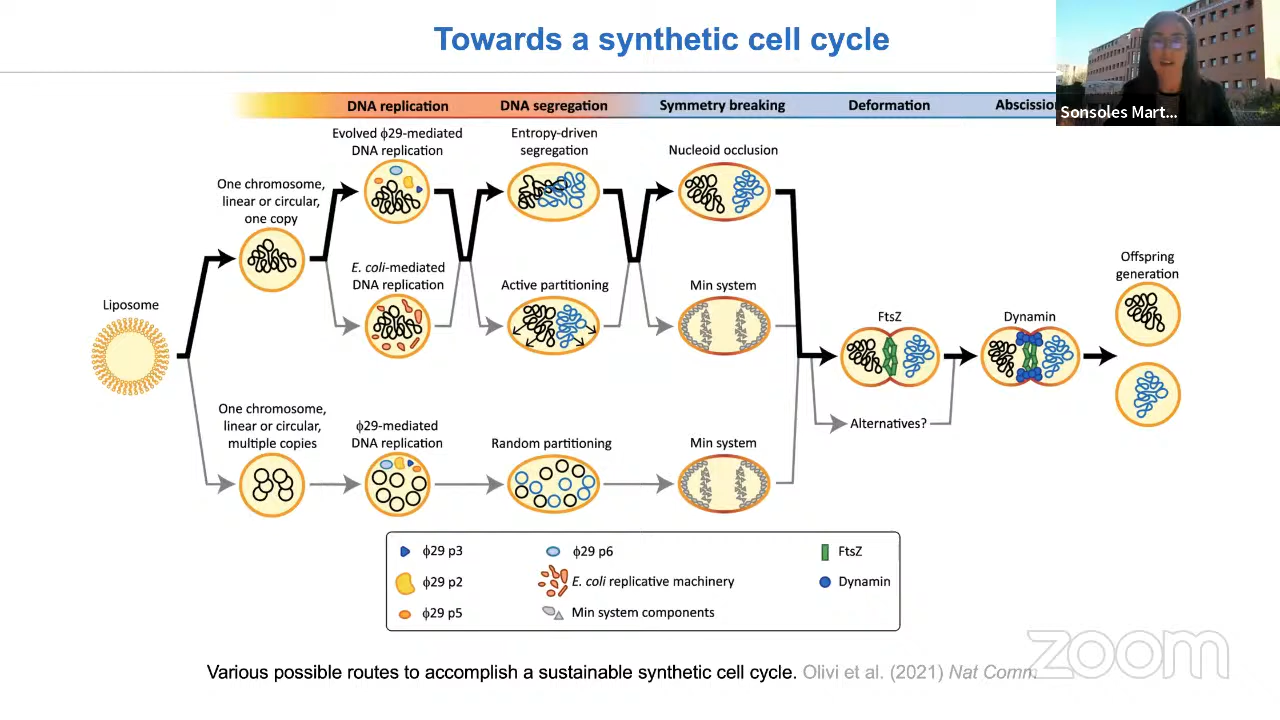 Towards a synthetic cell cycle
Sonsoles Mart...
DNA replication
DNA segregation
Symmetry breaking
Deformation
Evolved ϕ29-mediated
DNA replication
Entropy-driven
segregation
Nucleoid occlusion
One chromosome,
linear or circular,
one copy
E. coli-mediated
DNA replication
Active partitioning
Min system
Liposome
FtsZ
Dynamin
Offspring
generation
Alternatives?
One chromosome,
linear or circular,
multiple copies
ϕ29-mediated
DNA replication
Random partitioning
Min system
ϕ29 p3
ϕ29 p2
ϕ29 p5
ϕ29 p6
E. coli replicative machinery
Min system components
FtsZ
Dynamin
Various possible routes to accomplish a sustainable synthetic cell cycle. Olivi et al. (2021) Nat Comm.
zoom